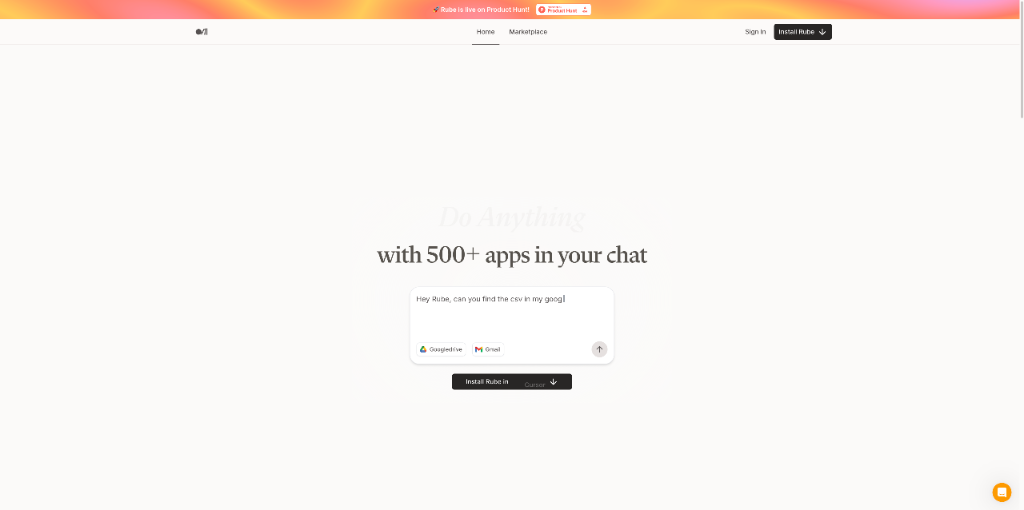 🚀 Rube is live on Product Hunt!
Product Hunt
Home
Marketplace
Sign In
Install Rube
Do Anything
with 500+ apps in your chat
Hey Rube, can you find the csv in my goog
Googledrive
Gmail
Install Rube in
Cursor